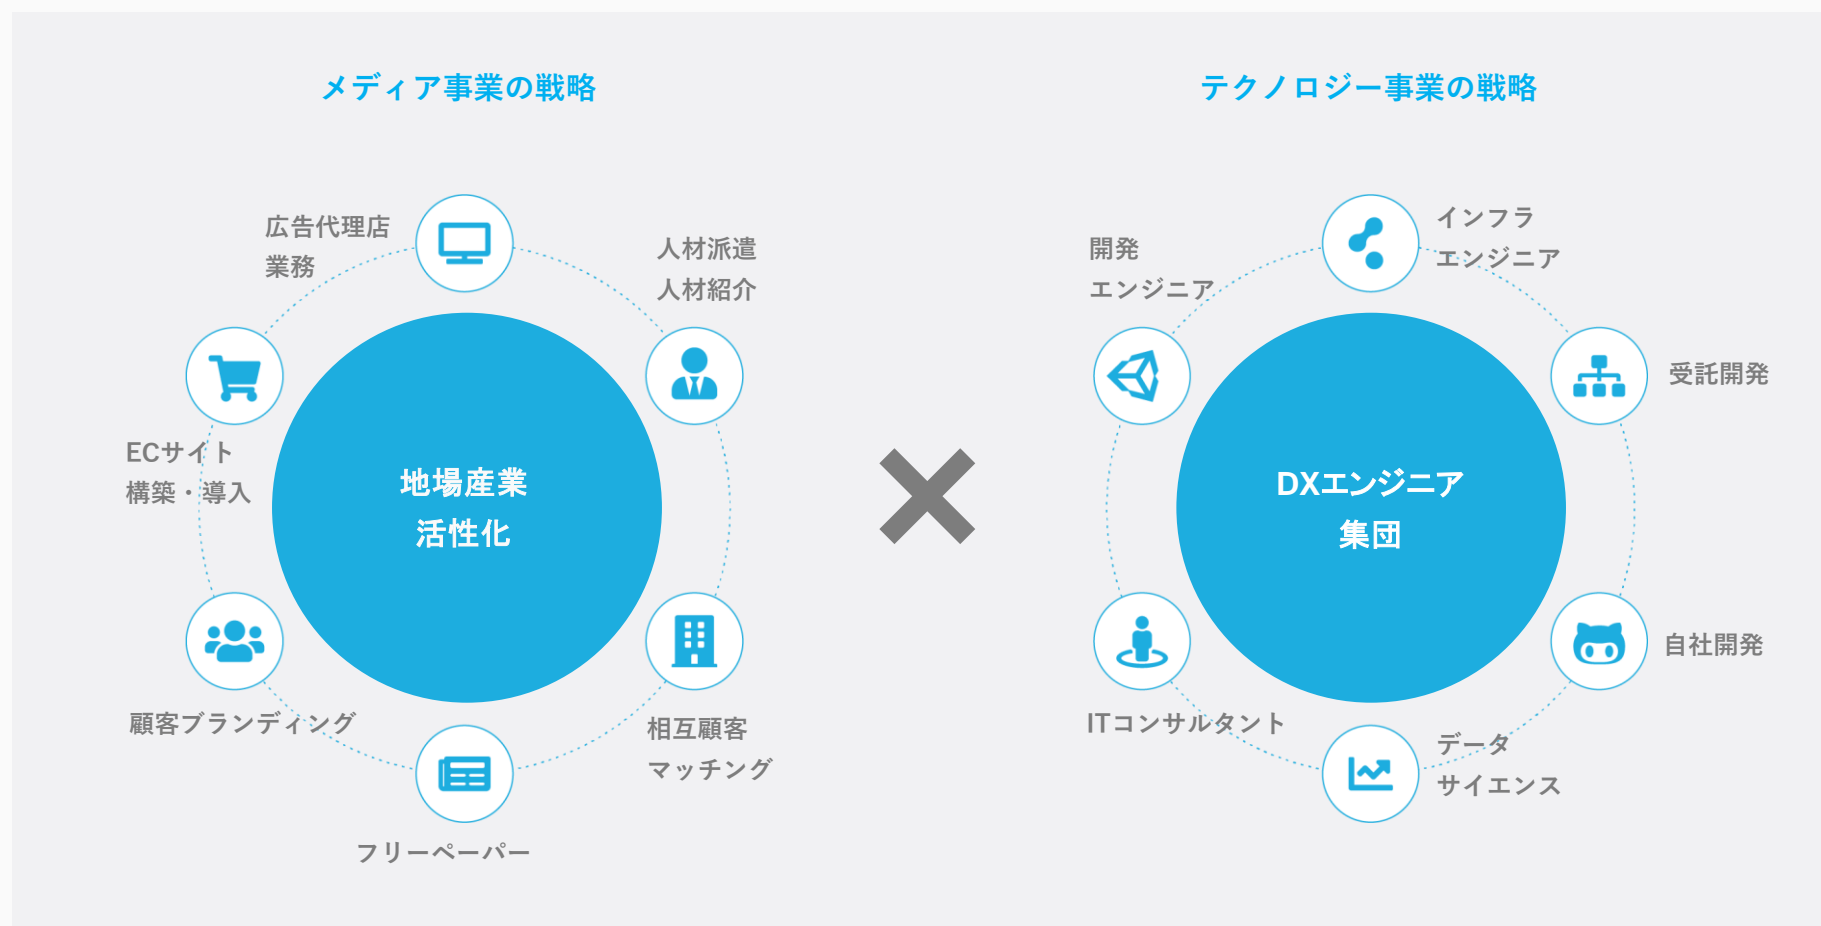 メディア事業の戦略
広告代理店
業務
人材派遣
人材紹介
ECサイト
構築・導入
地場産業
活性化
顧客ブランディング
相互顧客
マッチング
フリーペーパー
テクノロジー事業の戦略
開発
エンジニア
インフラ
エンジニア
受託開発
DXエンジニア
集団
自社開発
ITコンサルタント
データ
サイエンス